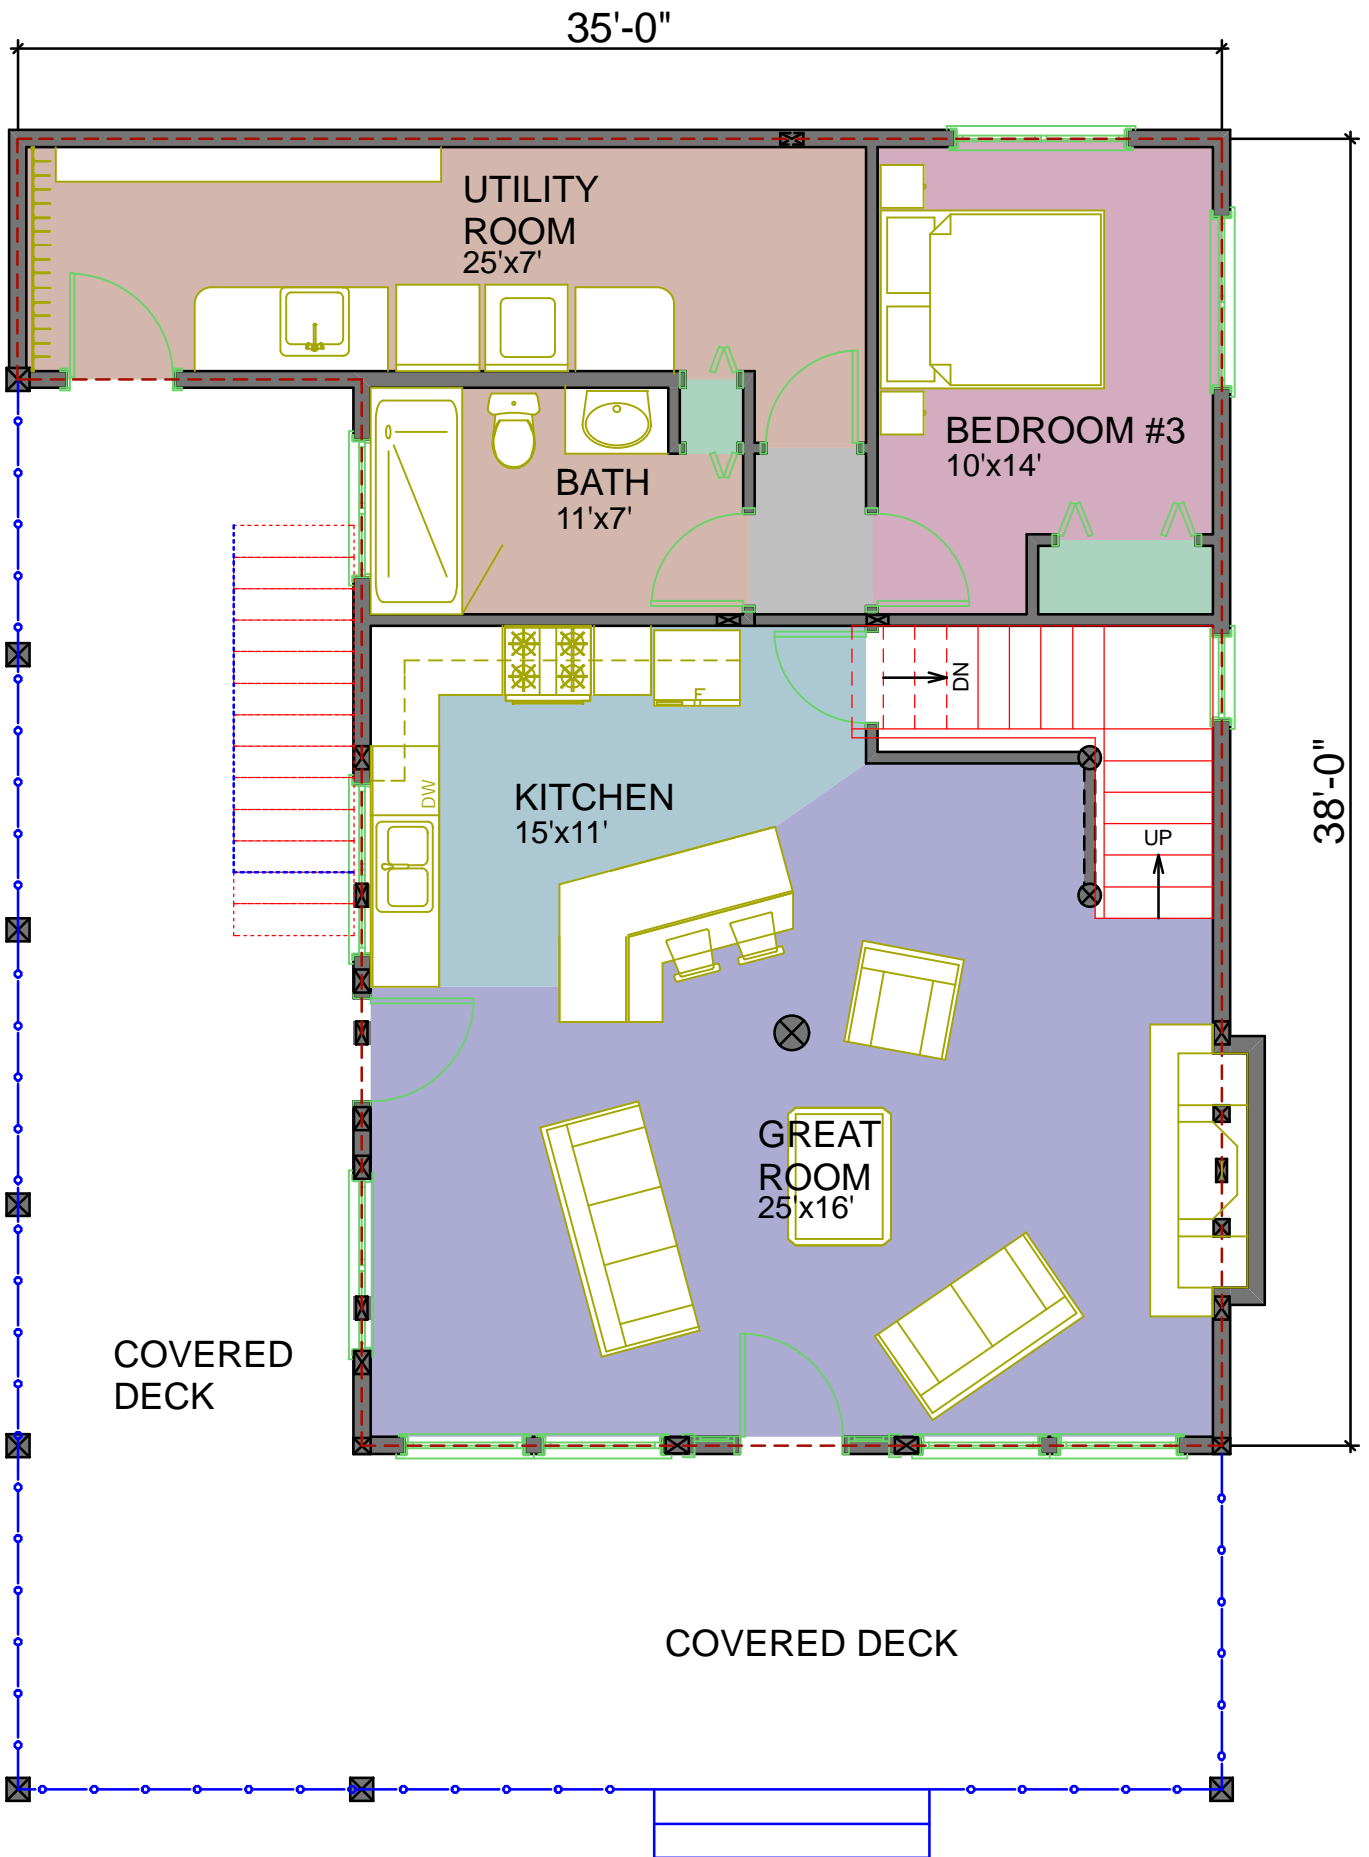 35'-0"
UTILITY
ROOM
25'x7'
BEDROOM #3
10'x14'
BATH
11'x7'
DN
KITCHEN
15'x11'
DW
UP
38'-0"
GREAT
ROOM
25'x16'
COVERED
DECK
COVERED DECK